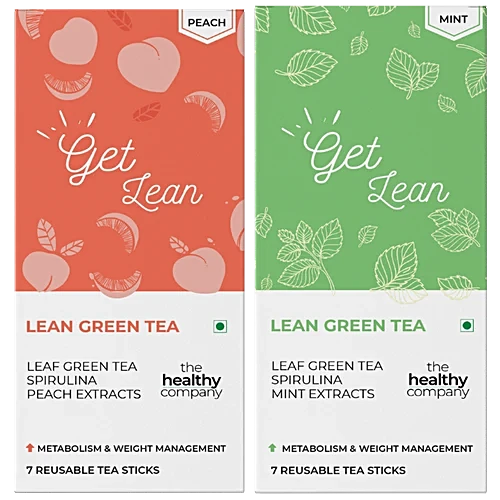 PEACH
Get
Lean
LEAN GREEN TEA
LEAF GREEN TEA
SPIRULINA
PEACH EXTRACTS
the
healthy
company
METABOLISM & WEIGHT MANAGEMENT
7 REUSABLE TEA STICKS
MINT
Get
Lean
LEAN GREEN TEA
LEAF GREEN TEA
SPIRULINA
MINT EXTRACTS
the
healthy
company
METABOLISM & WEIGHT MANAGEMENT
7 REUSABLE TEA STICKS